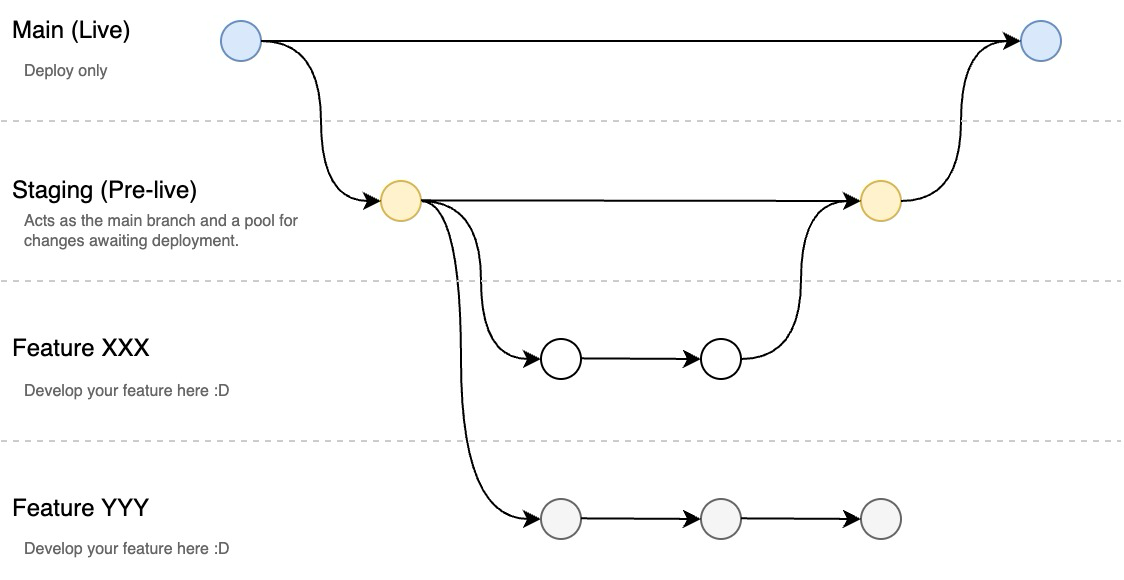 Main (Live)
Deploy only
Staging (Pre-live)
Acts as the main branch and a pool for
changes awaiting deployment.
Feature XXX
Develop your feature here :D
Feature YYY
Develop your feature here :D